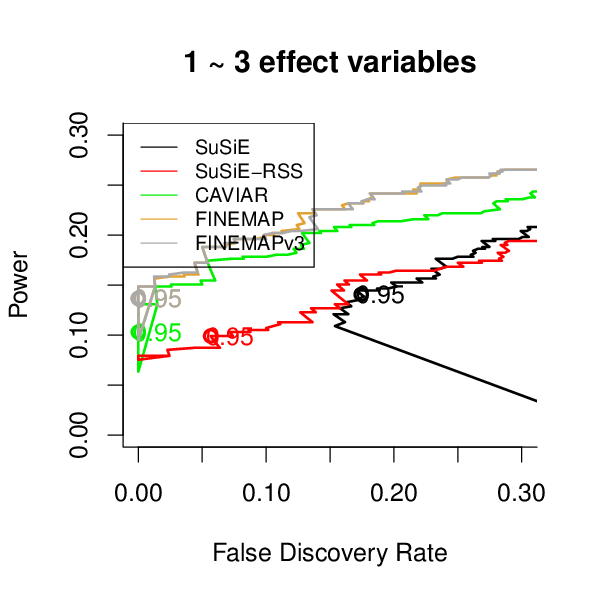 1 ~ 3 effect variables
Power
0.30
0.20
0.10
0.00
SuSiE
SuSiE−RSS
CAVIAR
FINEMAP
FINEMAPv3
0.95
0.95
0.95
0.95
0.00
0.10
0.20
0.30
False Discovery Rate